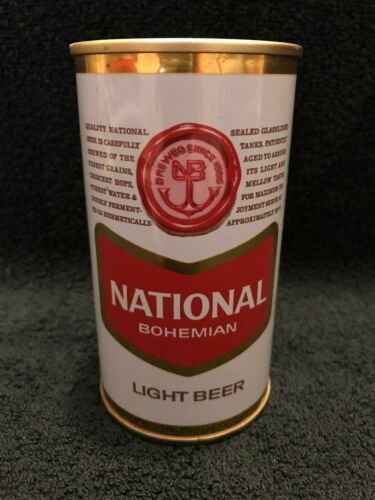 QUALITY NATIONAL
BEER IS CAREFULLY
BREWED OF THE
FINEST GRAINS,
CHOICEST HOPS,
PUREST WATER &
DOUBLY FERMENT-
ED IN HERMETICALLY-
BREWED SINCE 1885
NB
SEALED GLASSLINED
TANKS. PATIENTLY
AGED TO ASSURE
ITS LIGHT AND
MELLOW TASTE.
FOR MAXIMUM EN-
JOYMENT SERVE AT
APPROXIMATELY
NATIONAL
BOHEMIAN
LIGHT BEER